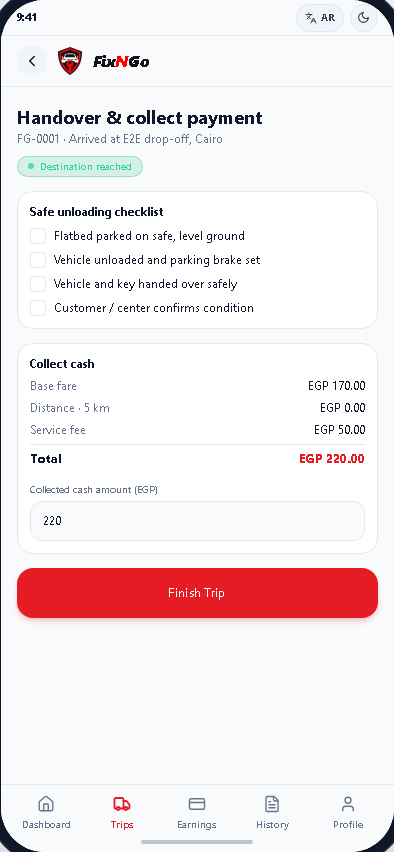 9:41
AR
FixNGo
Handover & collect payment
FG-0001 · Arrived at E2E drop-off, Cairo
Destination reached
Safe unloading checklist
Flatbed parked on safe, level ground
Vehicle unloaded and parking brake set
Vehicle and key handed over safely
Customer / center confirms condition
Collect cash
Base fare EGP 170.00
Distance · 5 km EGP 0.00
Service fee EGP 50.00
Total EGP 220.00
Collected cash amount (EGP)
220
Finish Trip
Dashboard Trips Earnings History Profile